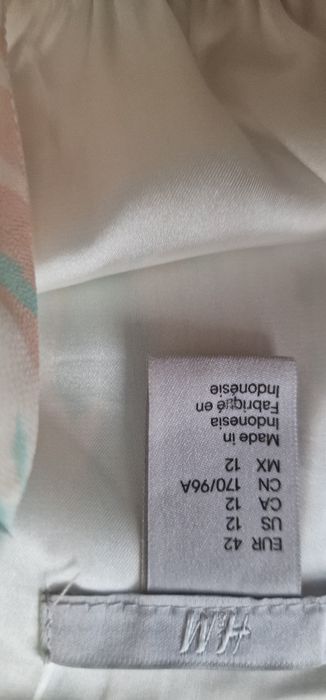 H&M
EUR 42
US 12
CA 12
CN 170/96A
MX 12
Made in
Indonesia
Fabriqué en
Indonésie